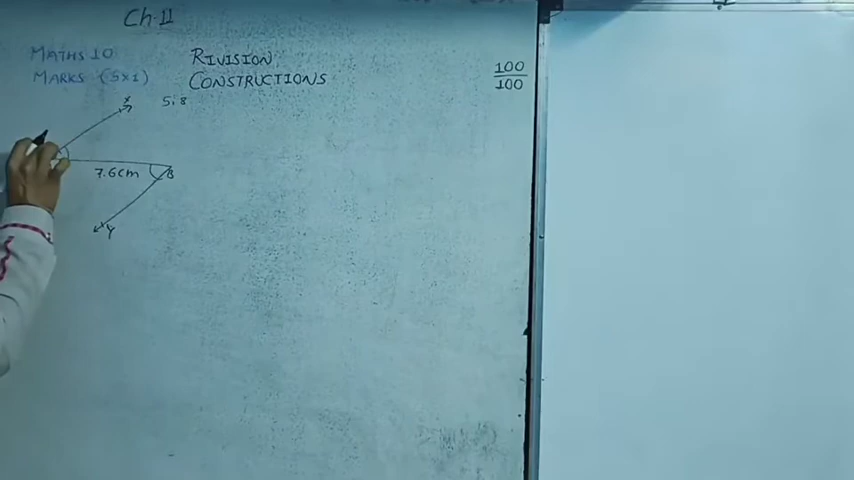 Ch-11
MATHS 10
RIVISION
MARKS (5×1)
CONSTRUCTIONS
100
100
X
5:8
7.6cm
B
Y